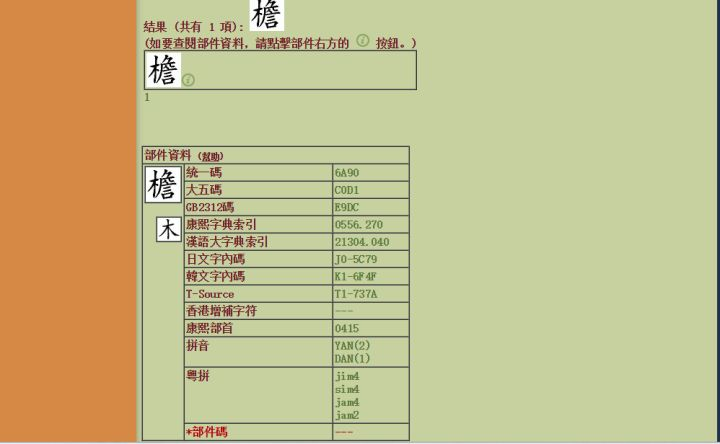 結果 (共有 1 項): 檐
(如要查閱部件資料, 請點擊部件右方的 i 按鈕。)
檐 i
1
部件資料 (幫助)
檐 統一碼 6A90
大五碼 C0D1
GB2312碼 E9DC
木 康熙字典索引 0556.270
漢語大字典索引 21304.040
日文字內碼 J0-5C79
韓文字內碼 K1-6F4F
T-Source T1-737A
香港增補字符 ---
康熙部首 0415
拼音 YAN(2)
DAN(1)
粵拼 jim4
sim4
jam4
jam2
*部件碼 ---